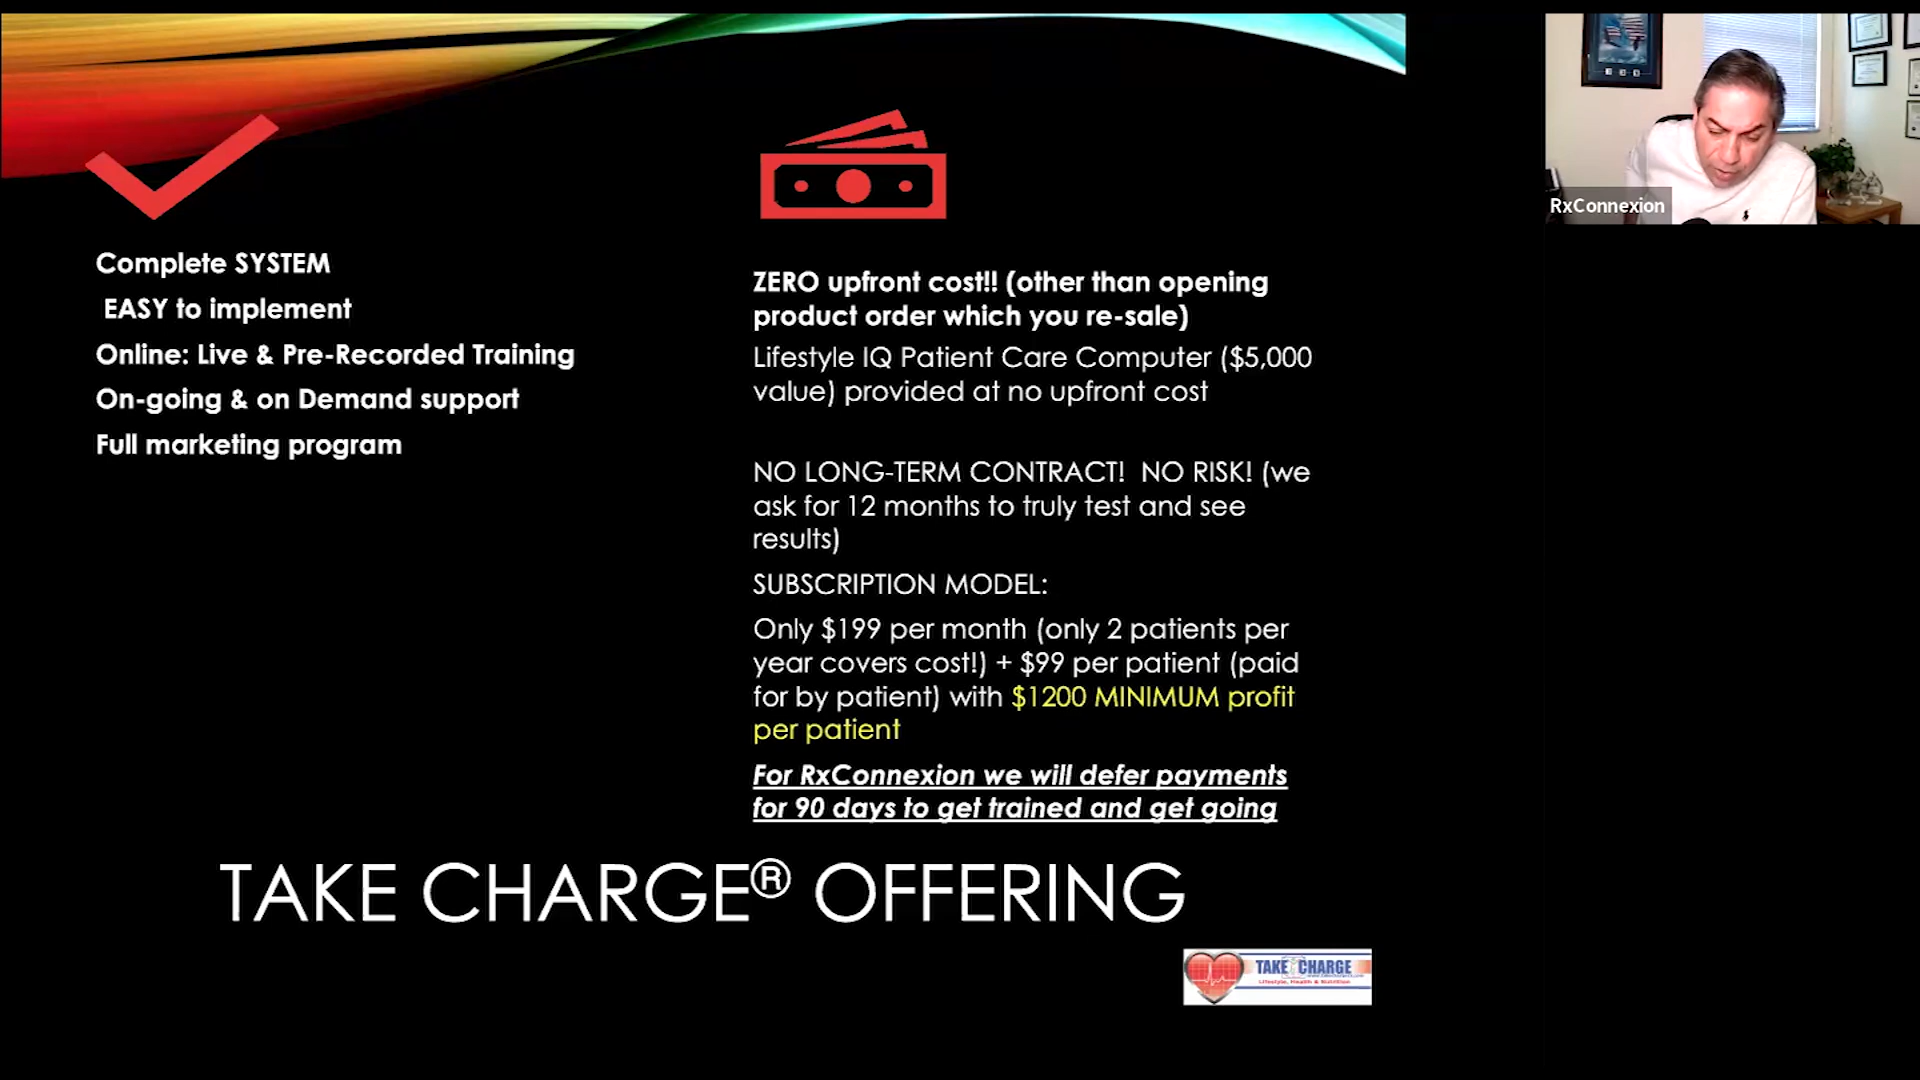 Complete SYSTEM
EASY to implement
Online: Live & Pre-Recorded Training
On-going & on Demand support
Full marketing program
ZERO upfront cost!! (other than opening
product order which you re-sale)
Lifestyle IQ Patient Care Computer ($5,000
value) provided at no upfront cost
NO LONG-TERM CONTRACT!  NO RISK! (we
ask for 12 months to truly test and see
results)
SUBSCRIPTION MODEL:
Only $199 per month (only 2 patients per
year covers cost!) + $99 per patient (paid
for by patient) with $1200 MINIMUM profit
per patient
For RxConnexion we will defer payments
for 90 days to get trained and get going
TAKE CHARGE® OFFERING
TAKE CHARGE
Lifestyle, Health & Nutrition
RxConnexion